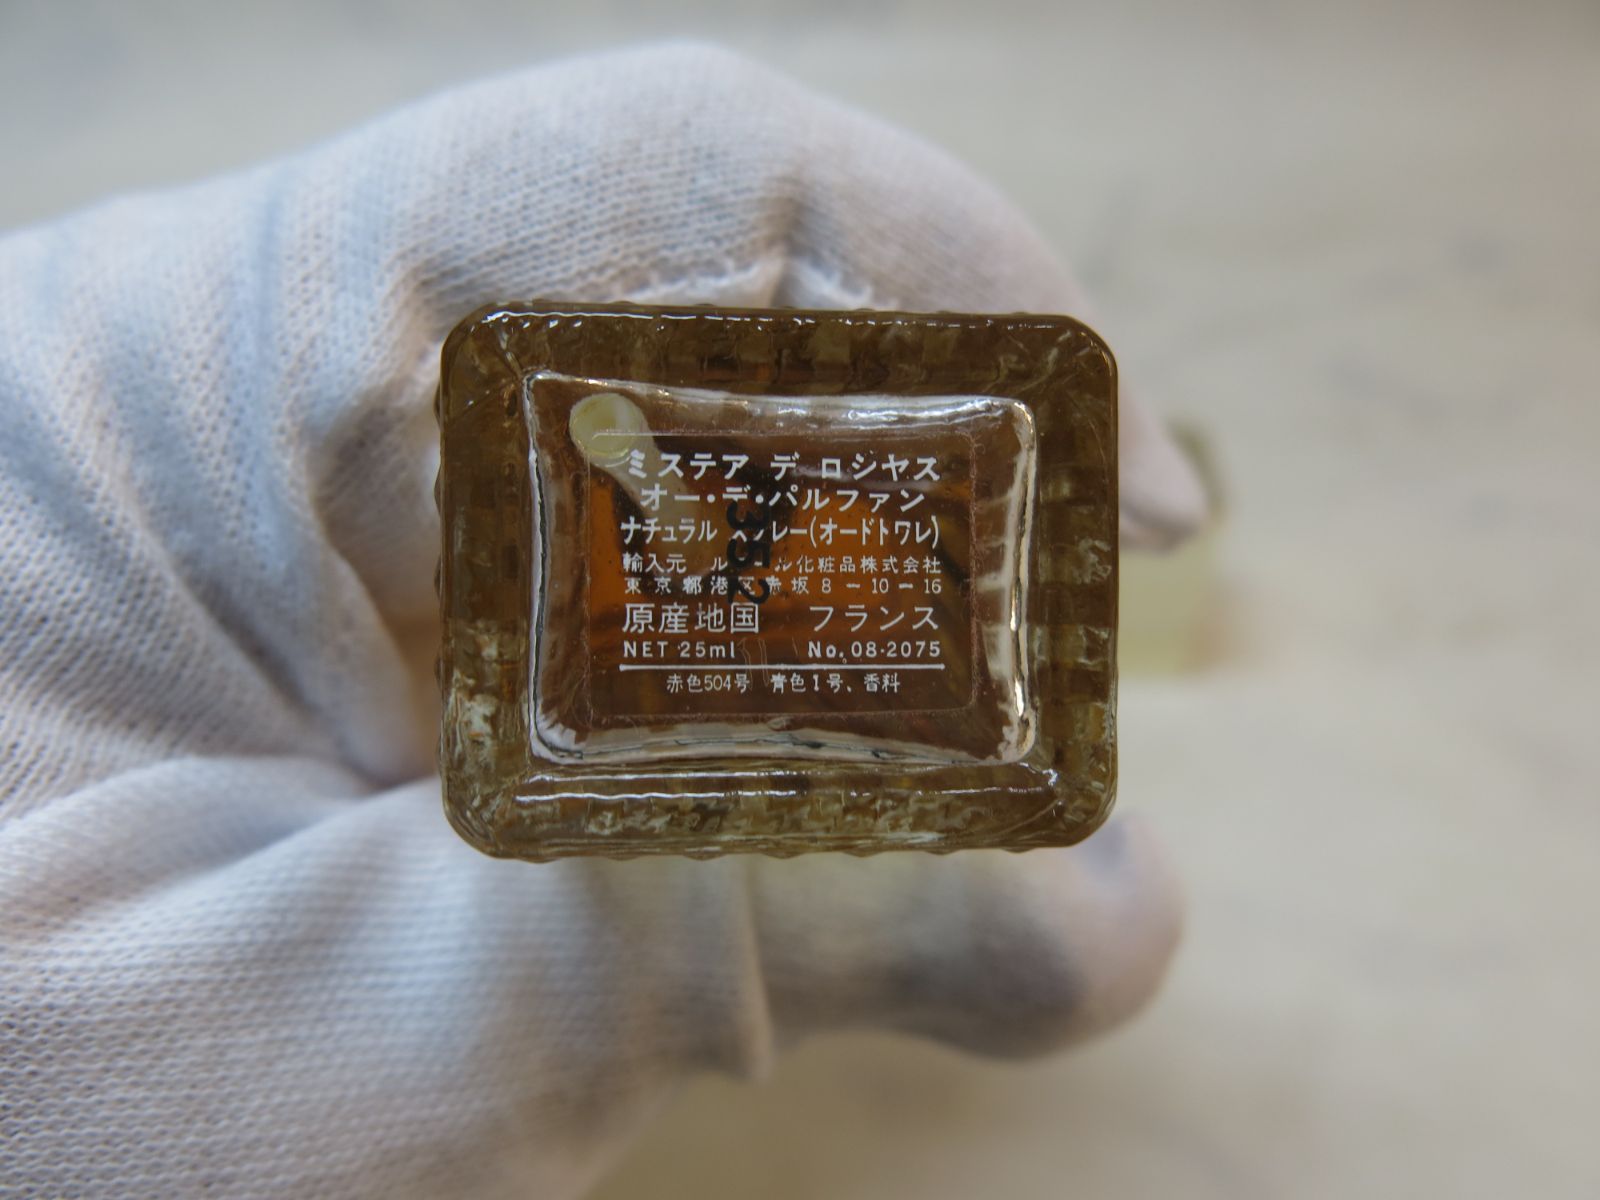 ミステア デ ロシヤス
オー・デ・パルファン
ナチュラル スプレー(オードトワレ)
輸入元 ル ル化粧品株式会社
東京都港区赤坂8-10-16
原産地国 フランス
NET 25ml No.08·2075
赤色504号 青色1号、香料
352